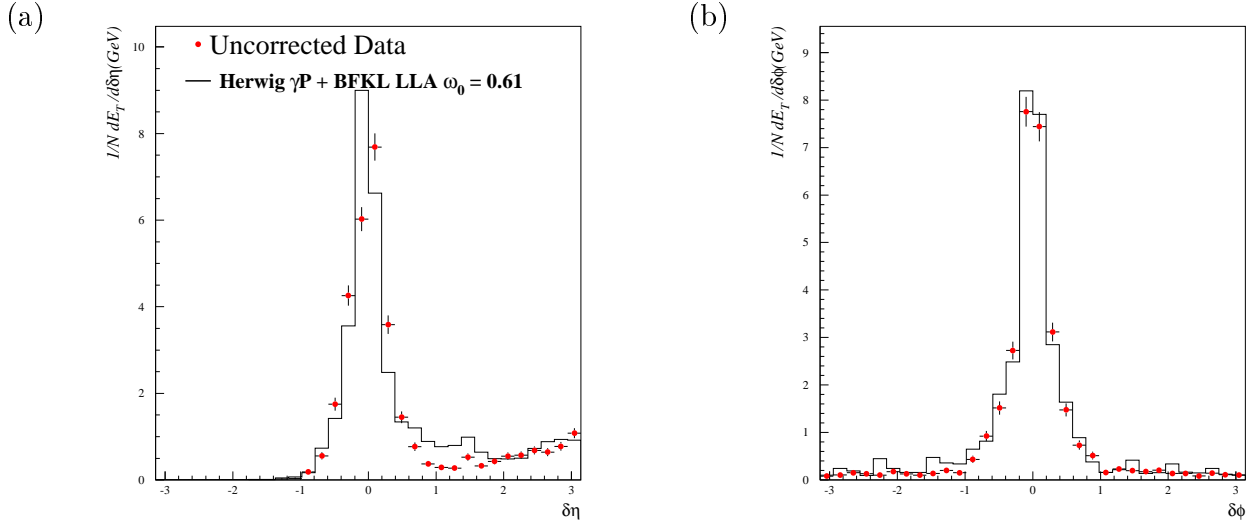 (a)
1/N dE_T/dδη(GeV)
10
8
6
4
2
0
Uncorrected Data
Herwig γP + BFKL LLA ω₀ = 0.61
-3 -2 -1 0 1 2 3
δη
(b)
1/N dE_T/dδϕ(GeV)
9
8
7
6
5
4
3
2
1
0
-3 -2 -1 0 1 2 3
δϕ